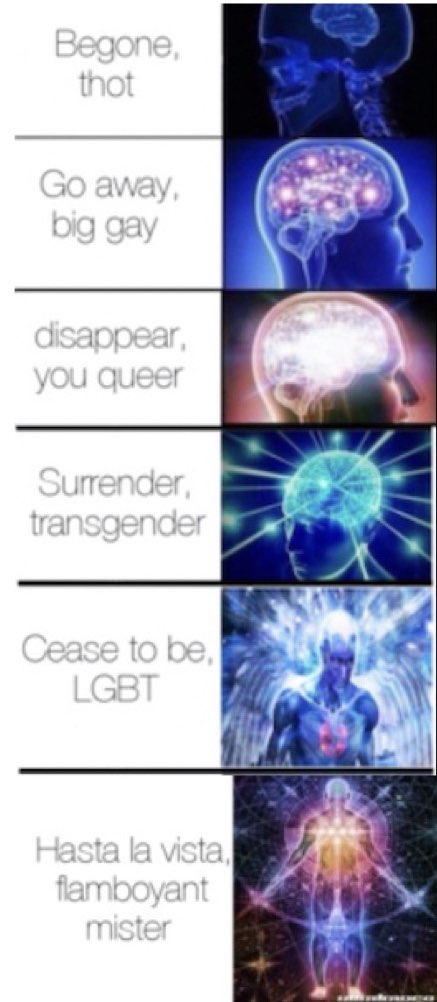 Begone,
thot
Go away,
big gay
disappear,
you queer
Surrender,
transgender
Cease to be,
LGBT
Hasta la vista,
flamboyant
mister